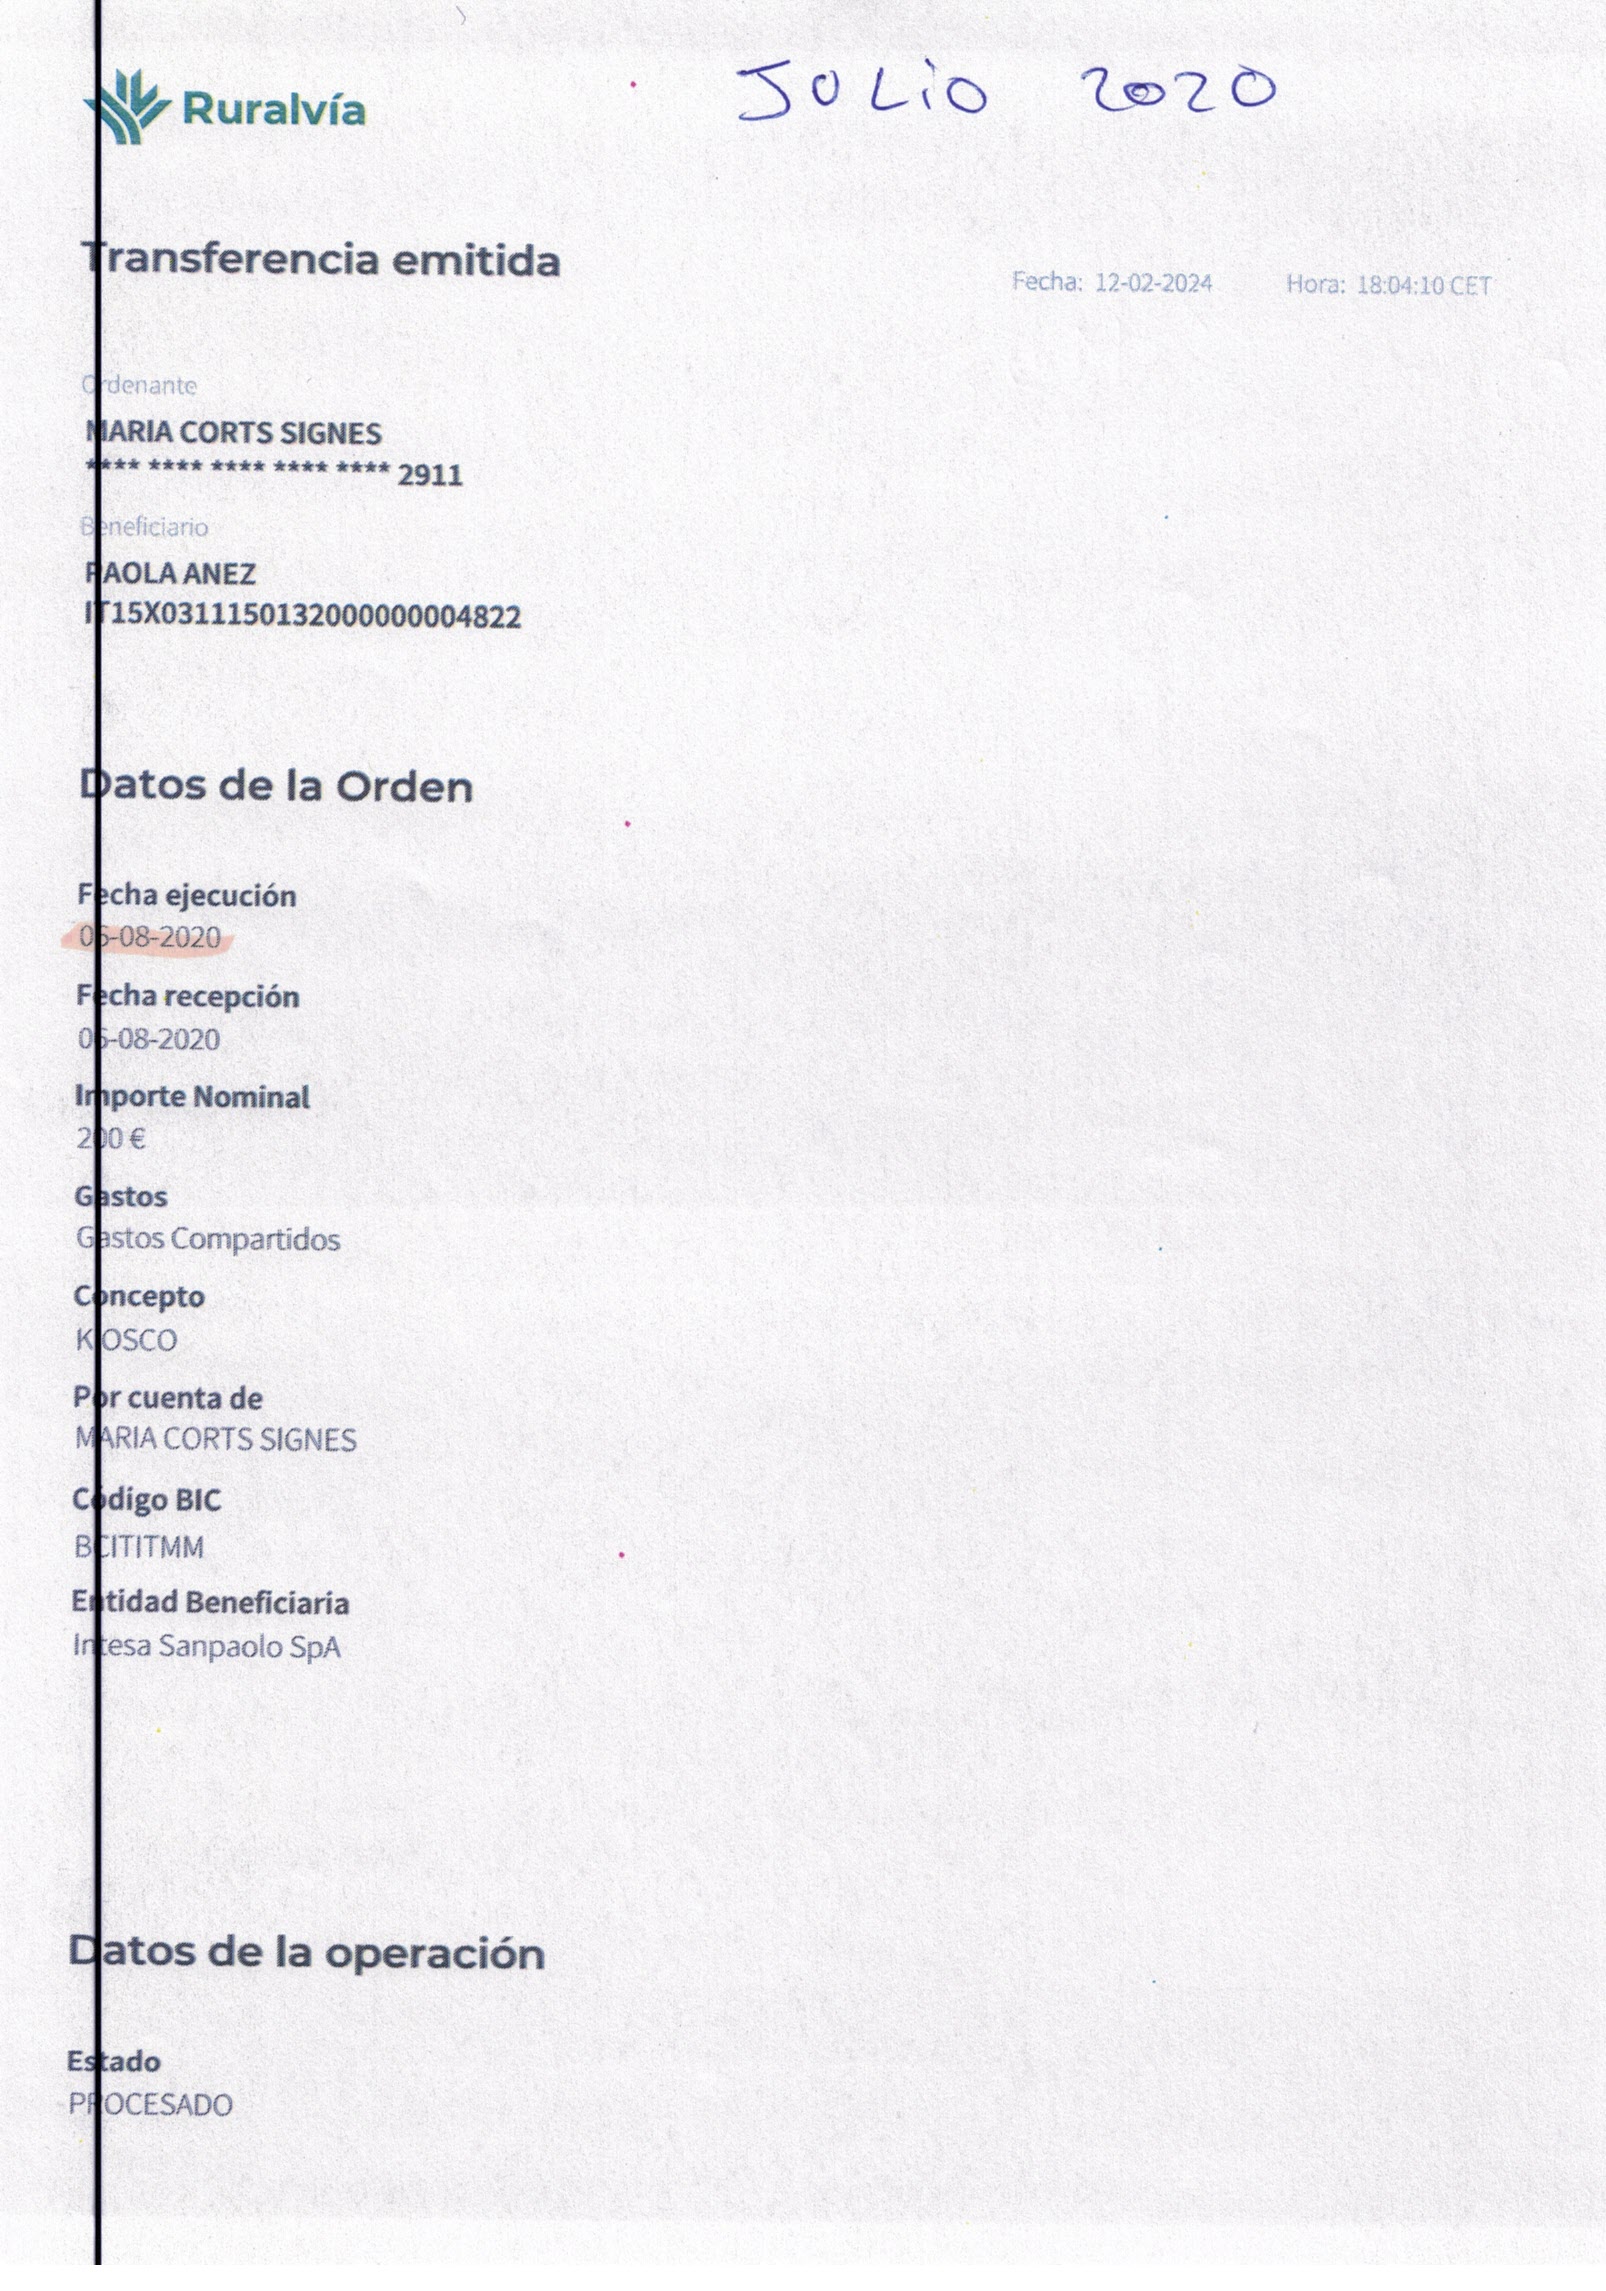 JULiO 2020
Ruralvía
Transferencia emitida
Fecha: 12-02-2024 Hora: 18:04:10 CET
Ordenante
MARIA CORTS SIGNES
**** **** **** **** **** 2911
Beneficiario
PAOLA ANEZ
IT15X0311150132000000004822
Datos de la Orden
Fecha ejecución
06-08-2020
Fecha recepción
06-08-2020
Importe Nominal
200 €
Gastos
Gastos Compartidos
Concepto
KIOSCO
Por cuenta de
MARIA CORTS SIGNES
Código BIC
BCITITMM
Entidad Beneficiaria
Intesa Sanpaolo SpA
Datos de la operación
Estado
PROCESADO